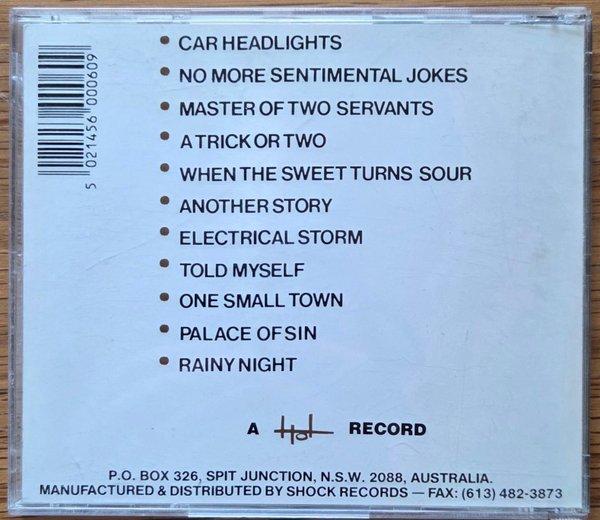 CAR HEADLIGHTS
NO MORE SENTIMENTAL JOKES
MASTER OF TWO SERVANTS
A TRICK OR TWO
WHEN THE SWEET TURNS SOUR
ANOTHER STORY
ELECTRICAL STORM
TOLD MYSELF
ONE SMALL TOWN
PALACE OF SIN
RAINY NIGHT
5 021456 000609
A Hot RECORD
P.O. BOX 326, SPIT JUNCTION, N.S.W. 2088, AUSTRALIA.
MANUFACTURED & DISTRIBUTED BY SHOCK RECORDS — FAX: (613) 482-3873